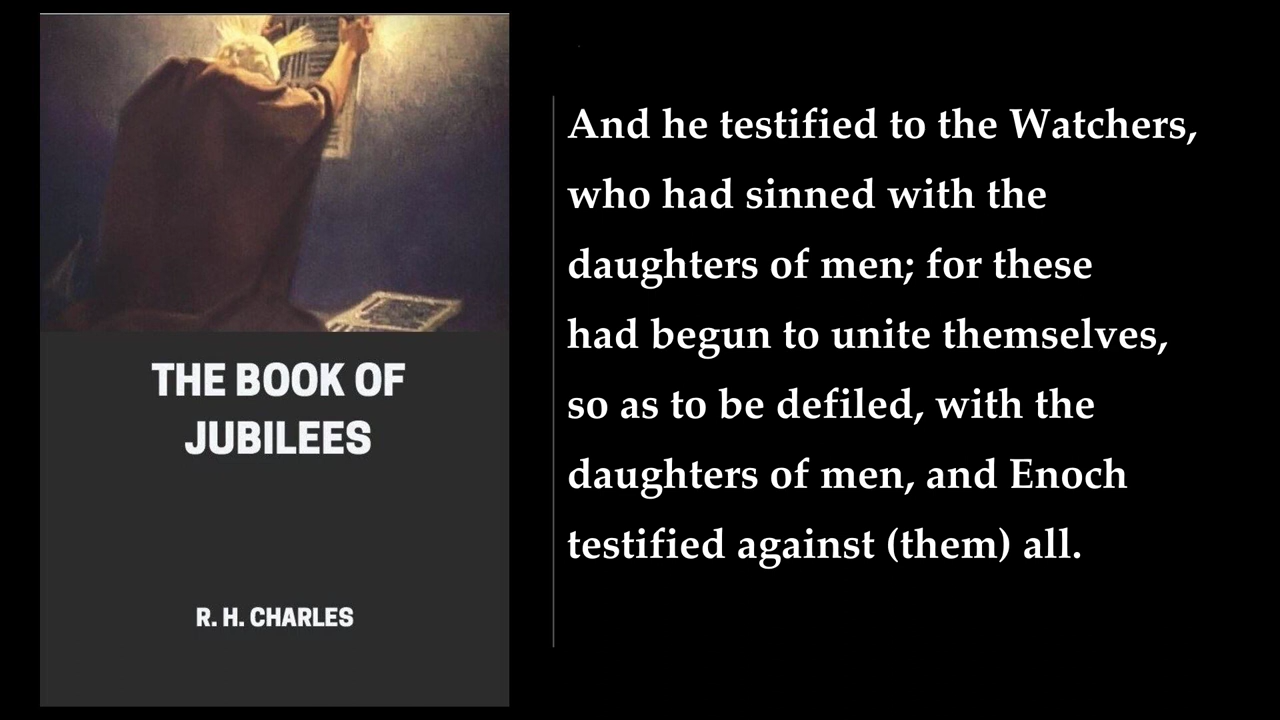 THE BOOK OF
JUBILEES
R. H. CHARLES
And he testified to the Watchers,
who had sinned with the
daughters of men; for these
had begun to unite themselves,
so as to be defiled, with the
daughters of men, and Enoch
testified against (them) all.